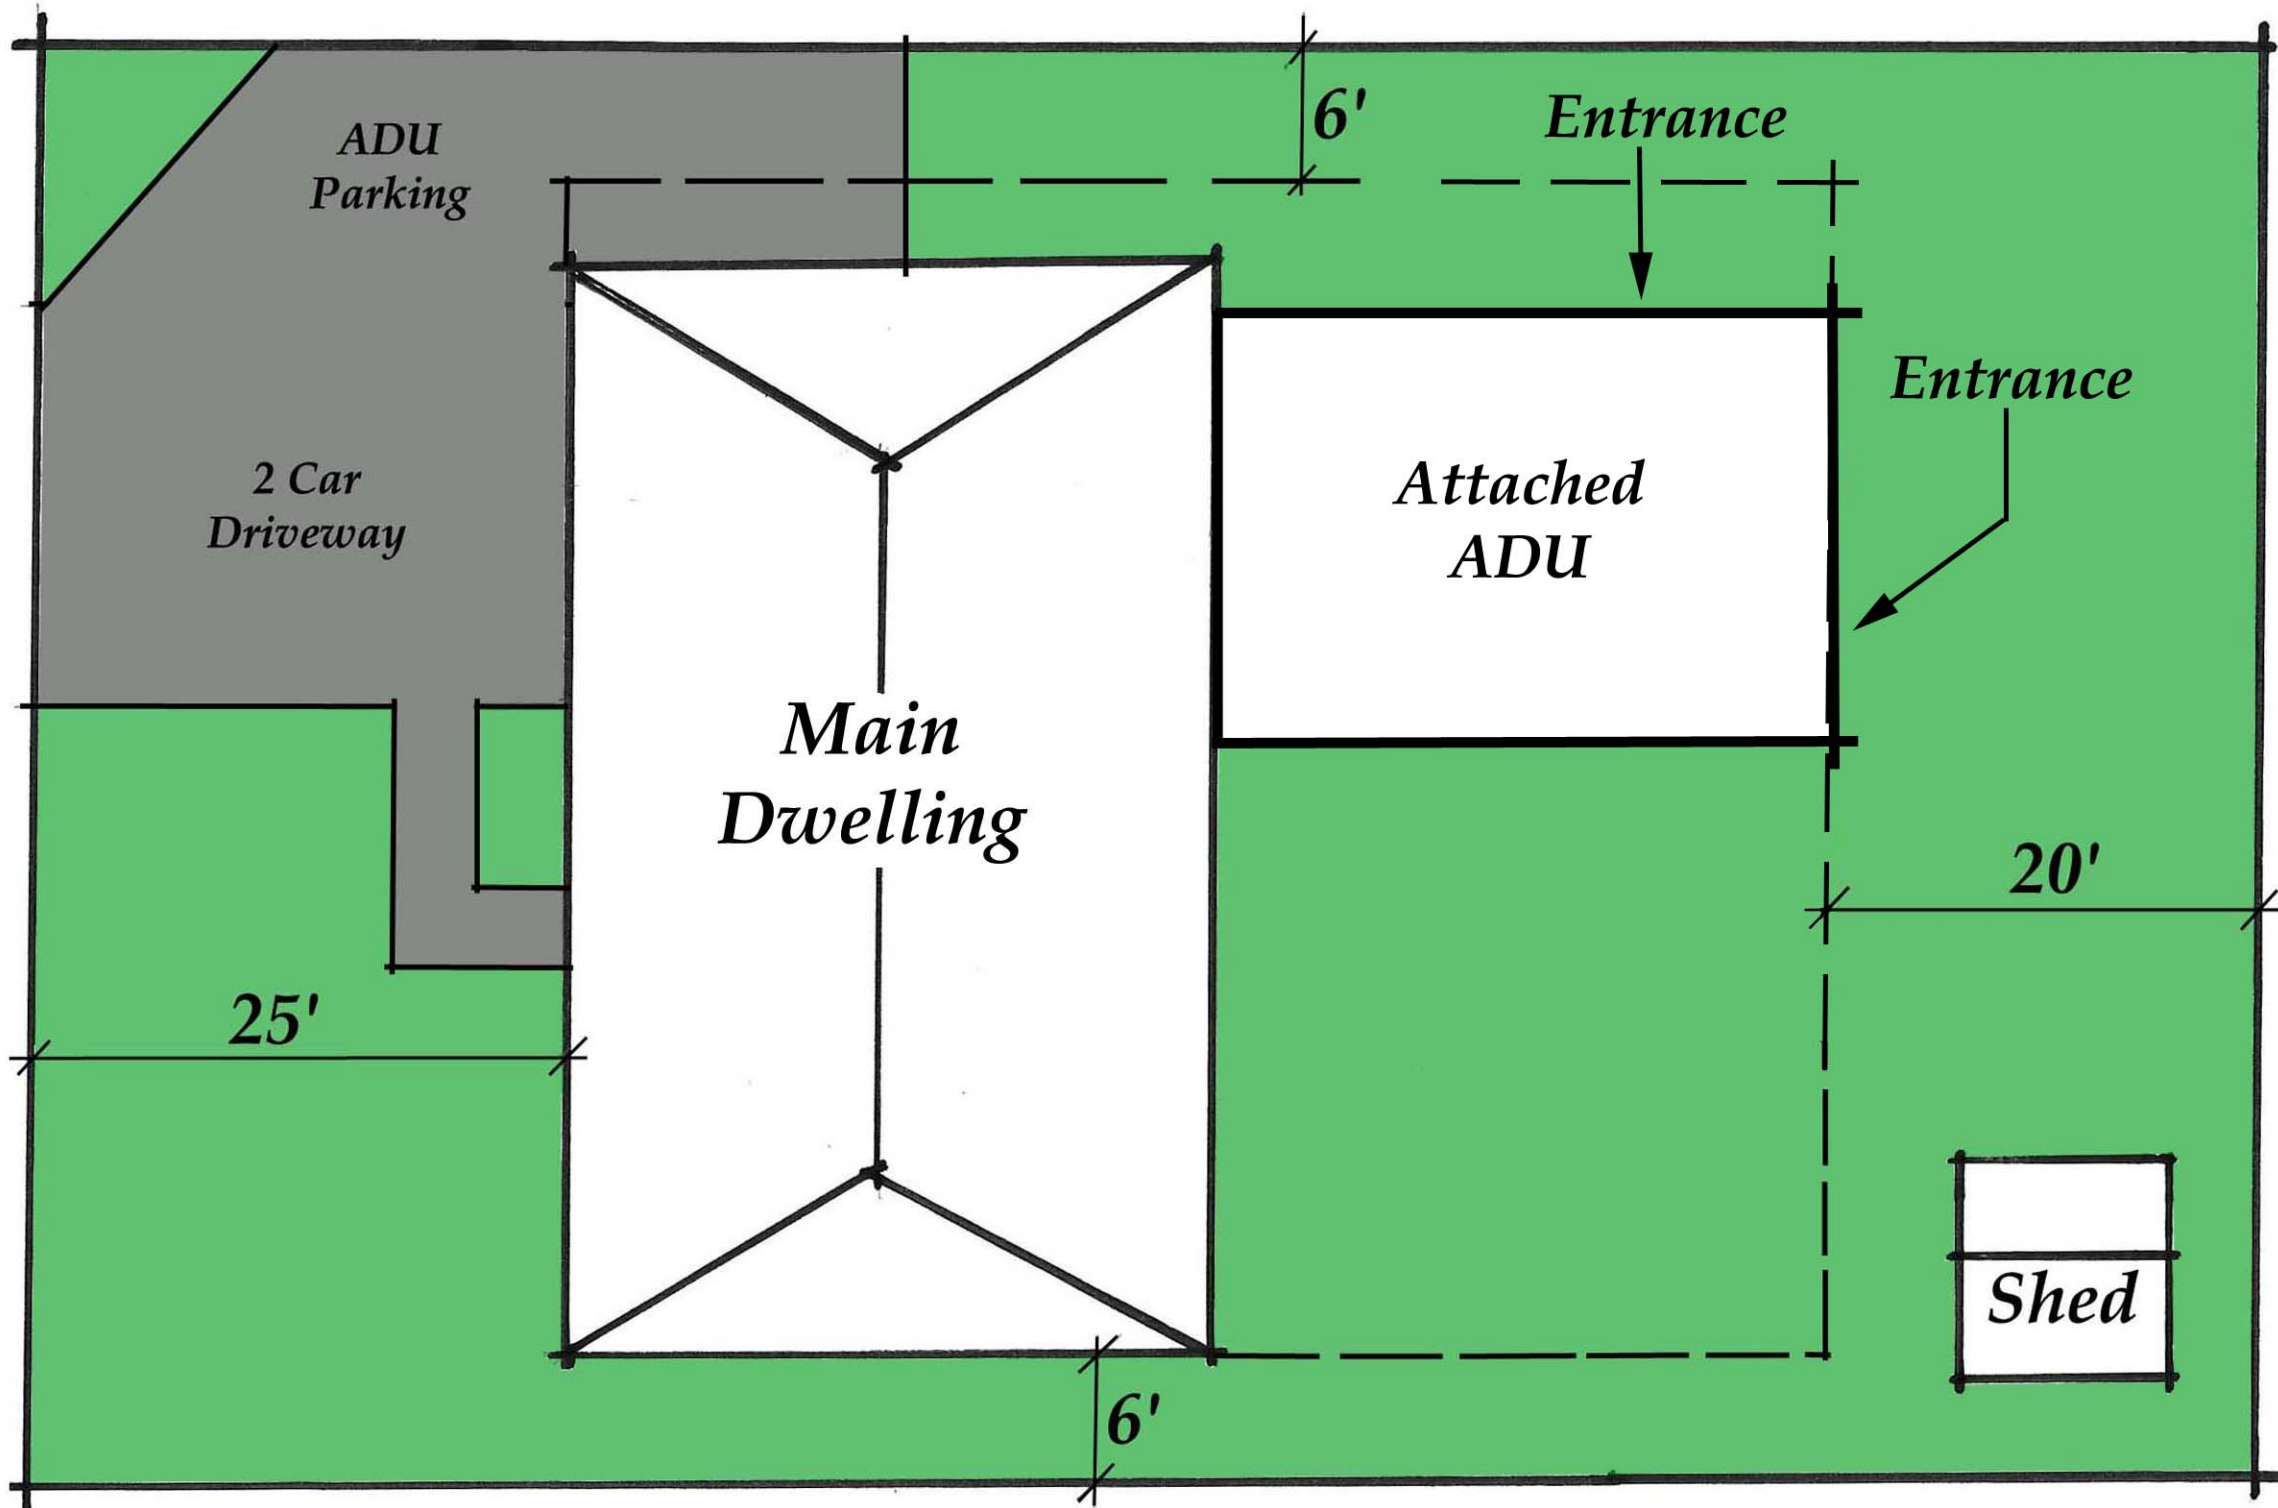 6'
Entrance
ADU
Parking
Entrance
2 Car
Driveway
Attached
ADU
Main
Dwelling
20'
25'
Shed
6'